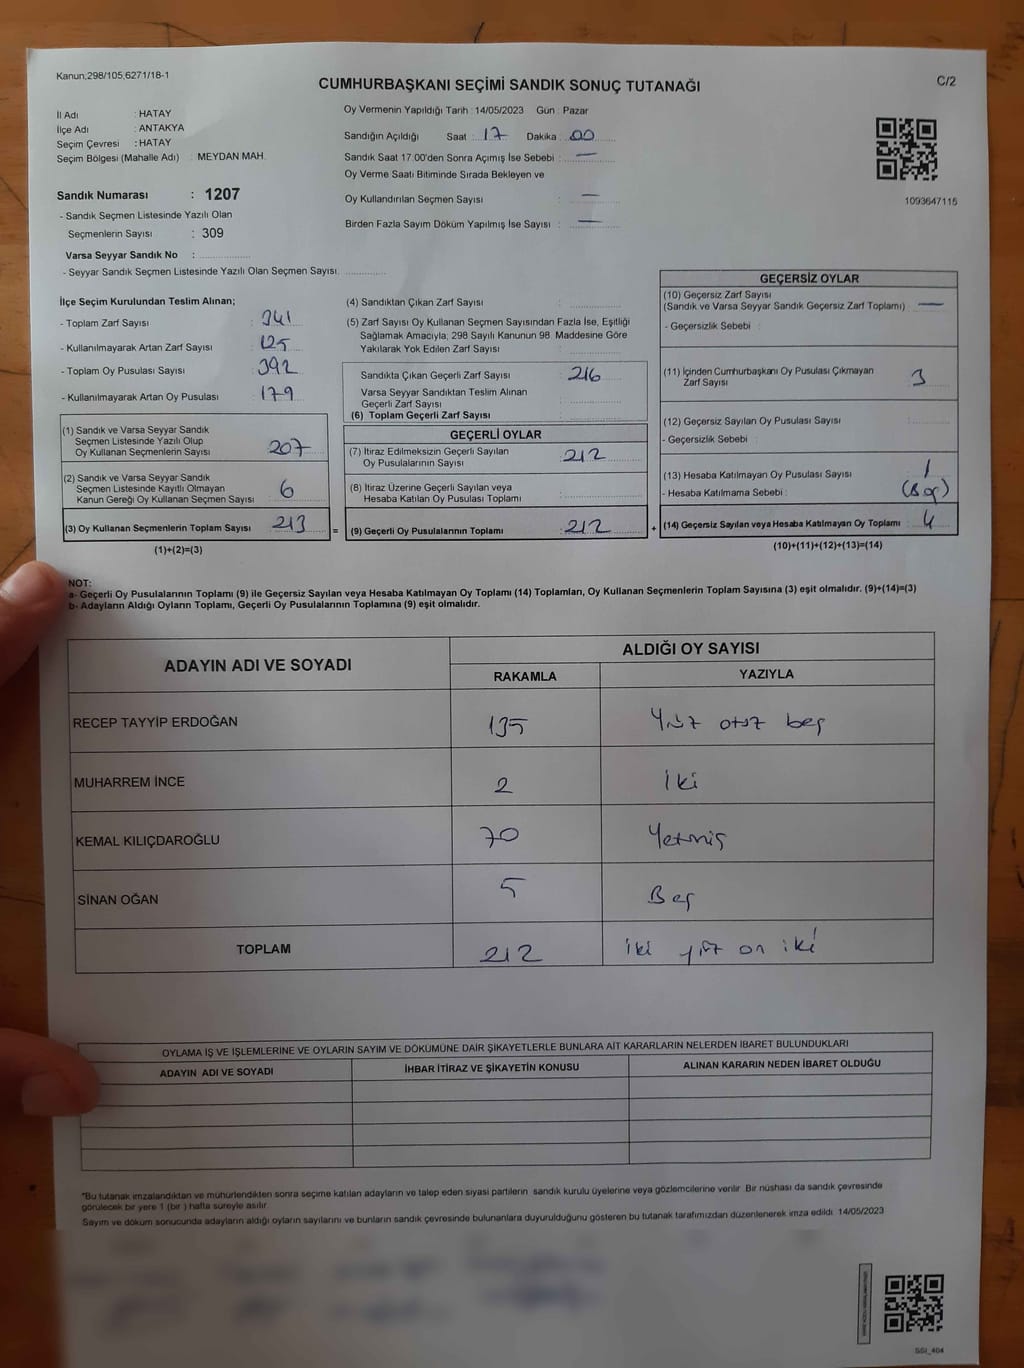 Kanun;298/105,6271/18-1
CUMHURBAŞKANI SEÇİMİ SANDIK SONUÇ TUTANAĞI
C/2
İl Adı : HATAY
İlçe Adı : ANTAKYA
Seçim Çevresi : HATAY
Seçim Bölgesi (Mahalle Adı) : MEYDAN MAH.
Sandık Numarası : 1207
- Sandık Seçmen Listesinde Yazılı Olan
Seçmenlerin Sayısı : 309
Varsa Seyyar Sandık No :
- Seyyar Sandık Seçmen Listesinde Yazılı Olan Seçmen Sayısı:
Oy Vermenin Yapıldığı Tarih : 14/05/2023 Gün : Pazar
Sandığın Açıldığı Saat : 17 Dakika : 00
Sandık Saat 17.00'den Sonra Açımış İse Sebebi : —
Oy Verme Saati Bitiminde Sırada Bekleyen ve
Oy Kullandırılan Seçmen Sayısı : —
Birden Fazla Sayım Döküm Yapılmış İse Sayısı : —
1093647115
İlçe Seçim Kurulundan Teslim Alınan;
- Toplam Zarf Sayısı : 341
- Kullanılmayarak Artan Zarf Sayısı : 125
- Toplam Oy Pusulası Sayısı : 392
- Kullanılmayarak Artan Oy Pusulası : 179
(1) Sandık ve Varsa Seyyar Sandık
Seçmen Listesinde Yazılı Olup
Oy Kullanan Seçmenlerin Sayısı : 207
(2) Sandık ve Varsa Seyyar Sandık
Seçmen Listesinde Kayıtlı Olmayan
Kanun Gereği Oy Kullanan Seçmen Sayısı : 6
(3) Oy Kullanan Seçmenlerin Toplam Sayısı : 213 =
(1)+(2)=(3)
(4) Sandıktan Çıkan Zarf Sayısı :
(5) Zarf Sayısı Oy Kullanan Seçmen Sayısından Fazla İse, Eşitliği
Sağlamak Amacıyla, 298 Sayılı Kanunun 98. Maddesine Göre
Yakılarak Yok Edilen Zarf Sayısı :
Sandıkta Çıkan Geçerli Zarf Sayısı : 216
Varsa Seyyar Sandıktan Teslim Alınan
Geçerli Zarf Sayısı :
(6) Toplam Geçerli Zarf Sayısı :
GEÇERLİ OYLAR
(7) İtiraz Edilmeksizin Geçerli Sayılan
Oy Pusulalarının Sayısı : 212
(8) İtiraz Üzerine Geçerli Sayılan veya
Hesaba Katılan Oy Pusulası Toplamı :
(9) Geçerli Oy Pusulalarının Toplamı : 212 +
GEÇERSİZ OYLAR
(10) Geçersiz Zarf Sayısı
(Sandık ve Varsa Seyyar Sandık Geçersiz Zarf Toplamı) : —
- Geçersizlik Sebebi :
(11) İçinden Cumhurbaşkanı Oy Pusulası Çıkmayan
Zarf Sayısı : 3
(12) Geçersiz Sayılan Oy Pusulası Sayısı :
- Geçersizlik Sebebi :
(13) Hesaba Katılmayan Oy Pusulası Sayısı : 1
- Hesaba Katılmama Sebebi :
(14) Geçersiz Sayılan veya Hesaba Katılmayan Oy Toplamı : 4
(10)+(11)+(12)+(13)=(14)
NOT:
a- Geçerli Oy Pusulalarının Toplamı (9) ile Geçersiz Sayılan veya Hesaba Katılmayan Oy Toplamı (14) Toplamları, Oy Kullanan Seçmenlerin Toplam Sayısına (3) eşit olmalıdır. (9)+(14)=(3)
b- Adayların Aldığı Oyların Toplamı, Geçerli Oy Pusulalarının Toplamına (9) eşit olmalıdır.
ADAYIN ADI VE SOYADI ALDIĞI OY SAYISI
RAKAMLA YAZIYLA
RECEP TAYYİP ERDOĞAN 135 Yüz otuz beş
MUHARREM İNCE 2 İki
KEMAL KILIÇDAROĞLU 70 Yetmiş
SİNAN OĞAN 5 Beş
TOPLAM 212 iki yüz on iki
OYLAMA İŞ VE İŞLEMLERİNE VE OYLARIN SAYIM VE DÖKÜMÜNE DAİR ŞİKAYETLERLE BUNLARA AİT KARARLARIN NELERDEN İBARET BULUNDUKLARI
ADAYIN ADI VE SOYADI İHBAR İTİRAZ VE ŞİKAYETİN KONUSU ALINAN KARARIN NEDEN İBARET OLDUĞU
*Bu tutanak imzalandıktan ve mühürlendikten sonra seçime katılan adayların ve talep eden siyasi partilerin sandık kurulu üyelerine veya gözlemcilerine verilir. Bir nüshası da sandık çevresinde
görülecek bir yere 1 (bir ) hafta süreyle asılır.
Sayım ve döküm sonucunda adayların aldığı oyların sayılarını ve bunların sandık çevresinde bulunanlara duyurulduğunu gösteren bu tutanak tarafımızdan düzenlenerek imza edildi. 14/05/2023
SGI_404